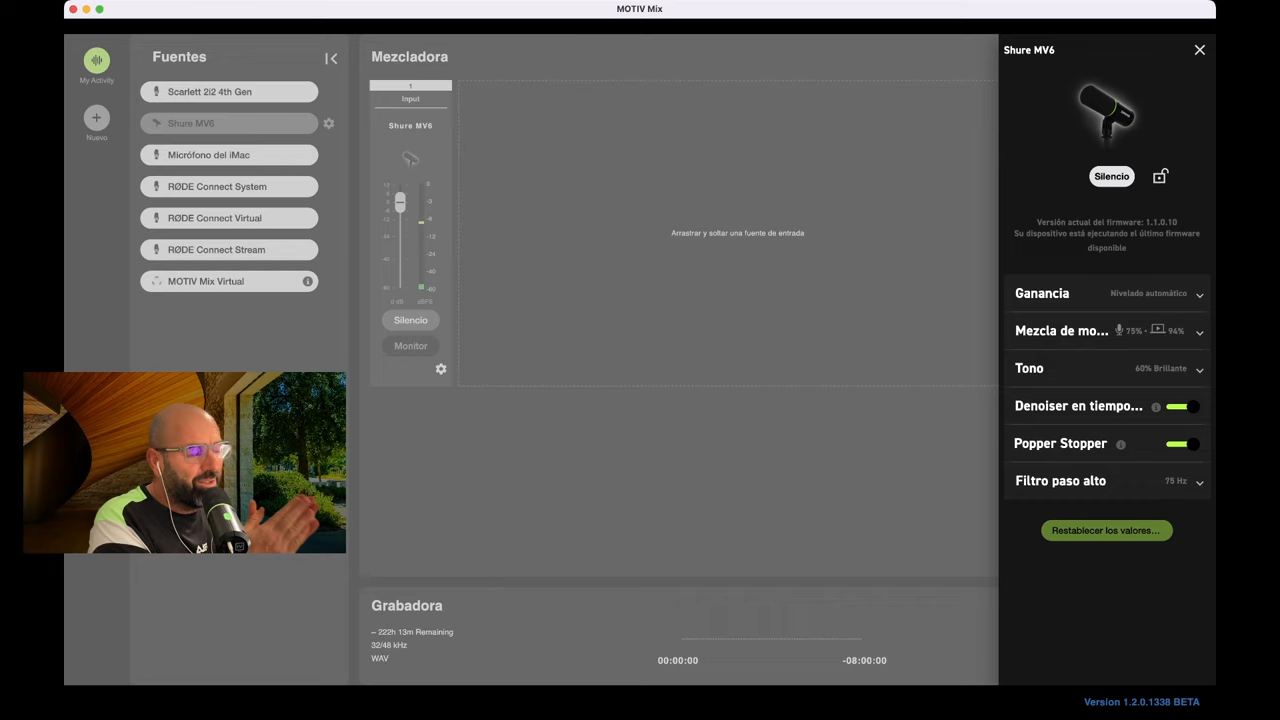 MOTIV Mix
My Activity
Nuevo
Fuentes
Scarlett 2i2 4th Gen
Shure MV6
Micrófono del iMac
RØDE Connect System
RØDE Connect Virtual
RØDE Connect Stream
MOTIV Mix Virtual
Mezcladora
1
Input
Shure MV6
0 dB
dBFS
Silencio
Monitor
Arrastrar y soltar una fuente de entrada
Grabadora
~ 222h 13m Remaining
32/48 kHz
WAV
00:00:00
-08:00:00
Shure MV6
Silencio
Versión actual del firmware: 1.1.0.10
Su dispositivo está ejecutando el último firmware
disponible
Ganancia Nivelado automático
Mezcla de mo... 75% • 94%
Tono 60% Brillante
Denoiser en tiempo...
Popper Stopper
Filtro paso alto 75 Hz
Restablecer los valores...
Version 1.2.0.1338 BETA